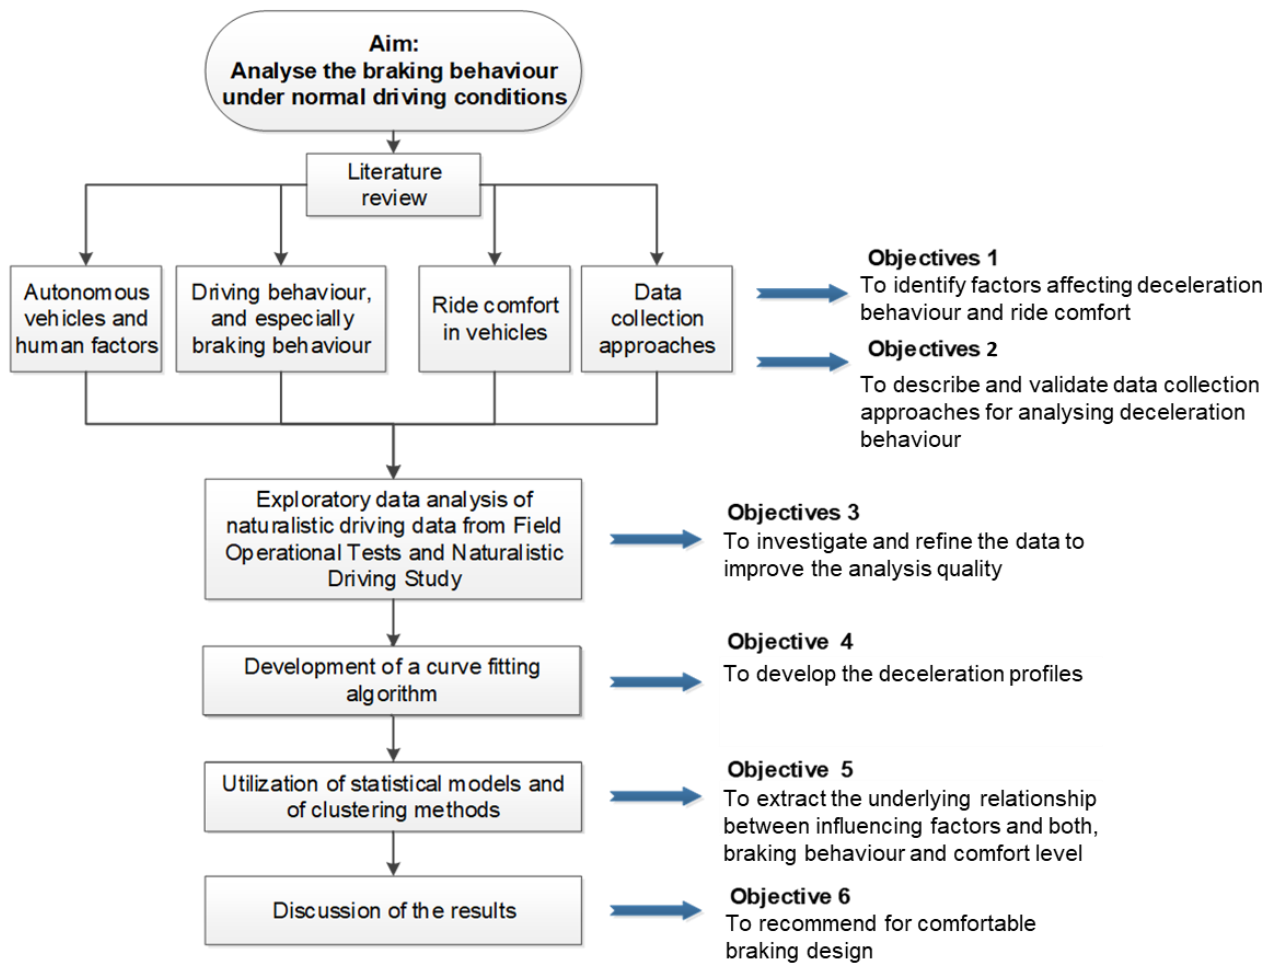 Aim:
Analyse the braking behaviour
under normal driving conditions
Literature
review
Autonomous
vehicles and
human factors
Driving behaviour,
and especially
braking behaviour
Ride comfort
in vehicles
Data
collection
approaches
Objectives 1
To identify factors affecting deceleration
behaviour and ride comfort
Objectives 2
To describe and validate data collection
approaches for analysing deceleration
behaviour
Exploratory data analysis of
naturalistic driving data from Field
Operational Tests and Naturalistic
Driving Study
Objectives 3
To investigate and refine the data to
improve the analysis quality
Development of a curve fitting
algorithm
Objective 4
To develop the deceleration profiles
Utilization of statistical models and
of clustering methods
Objective 5
To extract the underlying relationship
between influencing factors and both,
braking behaviour and comfort level
Discussion of the results
Objective 6
To recommend for comfortable
braking design